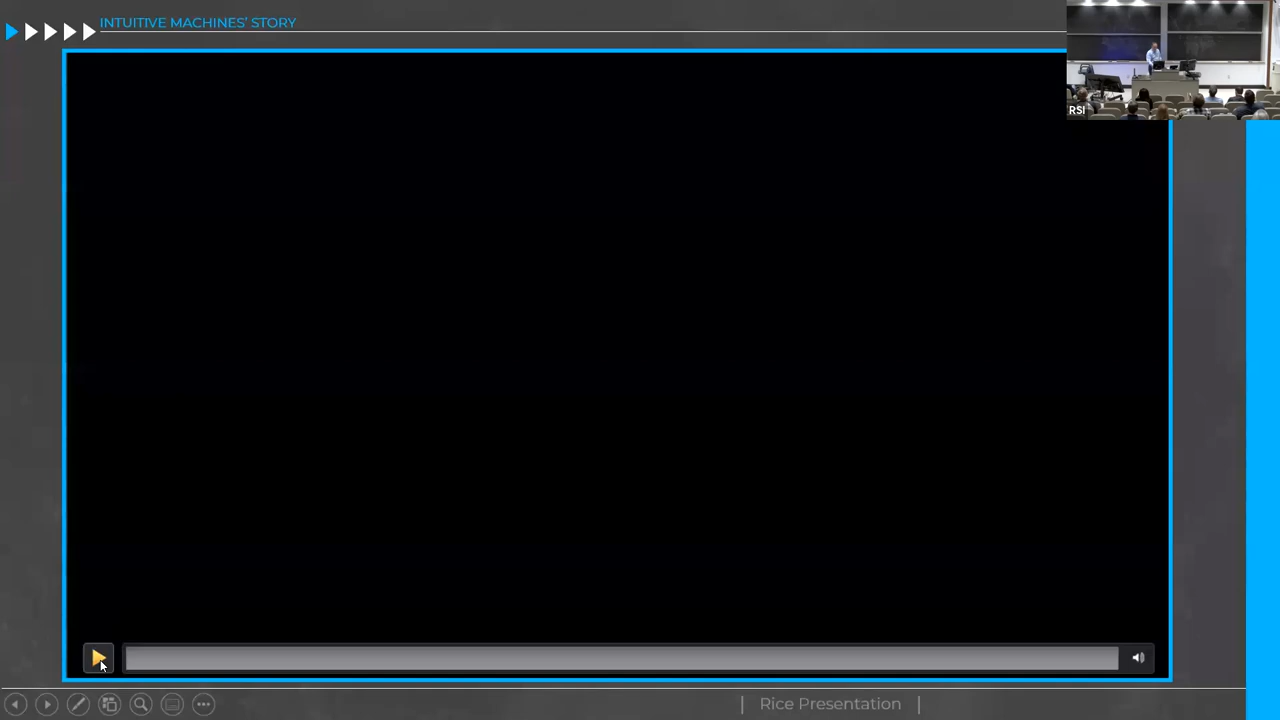 INTUITIVE MACHINES' STORY
RSI
| Rice Presentation |